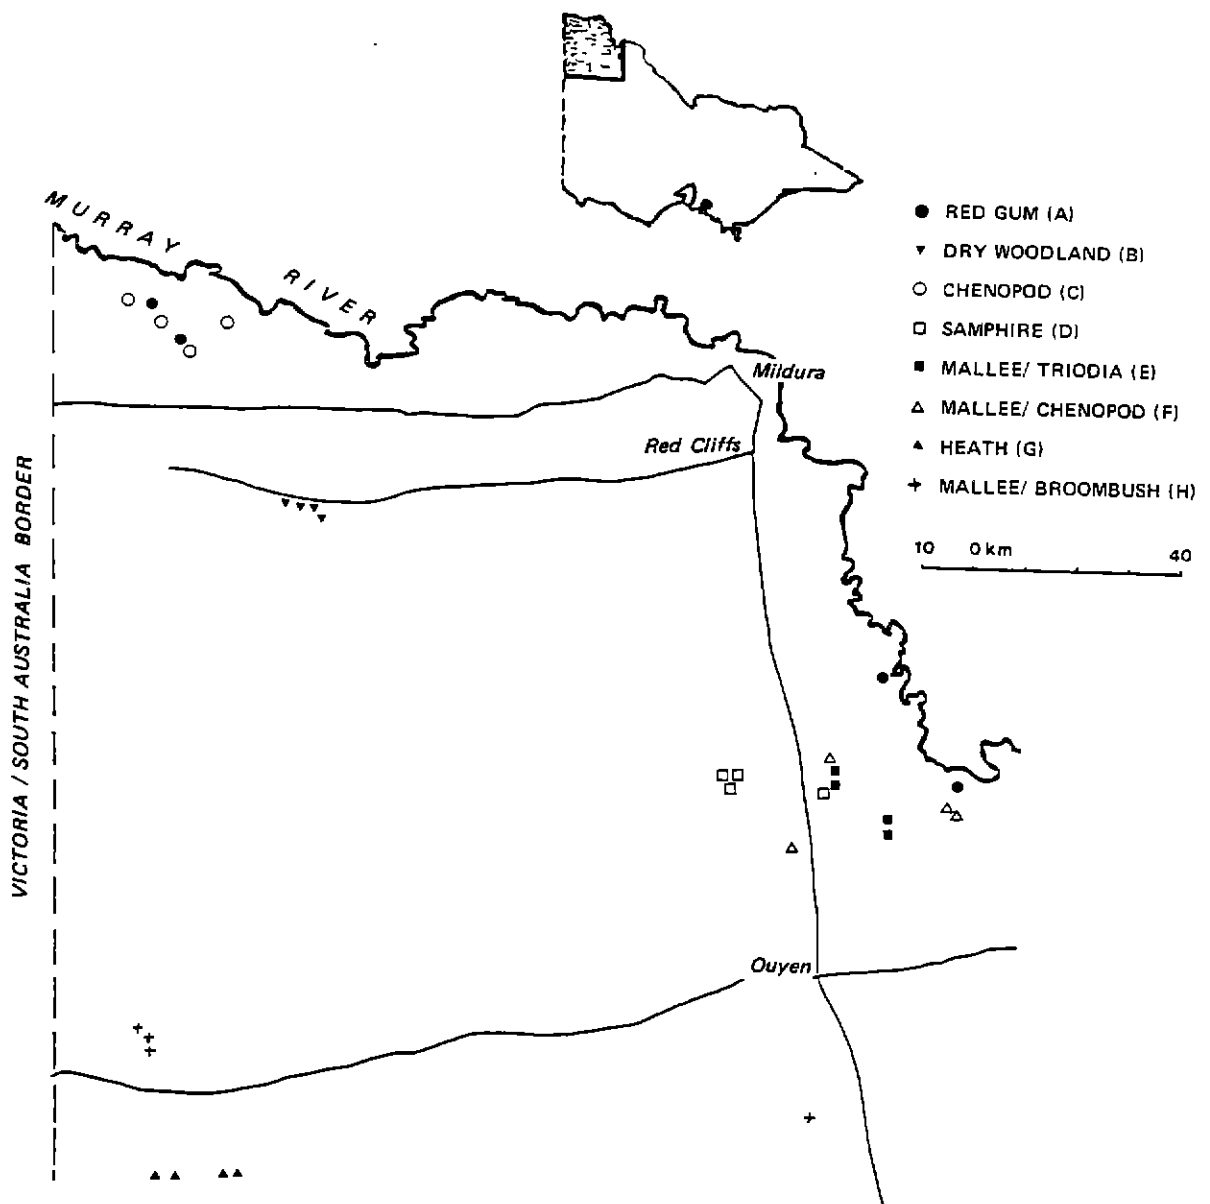 1
MURRAY RIVER
RED GUM (A)
DRY WOODLAND (B)
CHENOPOD (C)
SAMPHIRE (D)
MALLEE/ TRIODIA (E)
MALLEE/ CHENOPOD (F)
HEATH (G)
MALLEE/ BROOMBUSH (H)
10 0 km 40
Mildura
Red Cliffs
Ouyen
VICTORIA / SOUTH AUSTRALIA BORDER